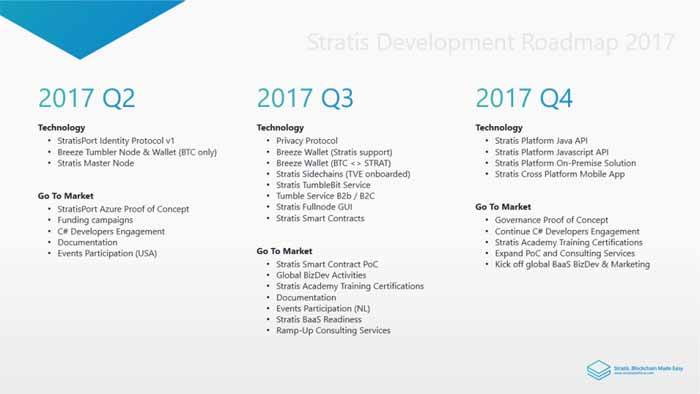 Stratis Development Roadmap 2017
2017 Q2
Technology
• StratisPort Identity Protocol v1
• Breeze Tumbler Node & Wallet (BTC only)
• Stratis Master Node
Go To Market
• StratisPort Azure Proof of Concept
• Funding campaigns
• C# Developers Engagement
• Documentation
• Events Participation (USA)
2017 Q3
Technology
• Privacy Protocol
• Breeze Wallet (Stratis support)
• Breeze Wallet (BTC <> STRAT)
• Stratis Sidechains (TVE onboarded)
• Stratis TumbleBit Service
• Tumble Service B2b / B2C
• Stratis Fullnode GUI
• Stratis Smart Contracts
Go To Market
• Stratis Smart Contract PoC
• Global BizDev Activities
• Stratis Academy Training Certifications
• Documentation
• Events Participation (NL)
• Stratis BaaS Readiness
• Ramp-Up Consulting Services
2017 Q4
Technology
• Stratis Platform Java API
• Stratis Platform Javascript API
• Stratis Platform On-Premise Solution
• Stratis Cross Platform Mobile App
Go To Market
• Governance Proof of Concept
• Continue C# Developers Engagement
• Stratis Academy Training Certifications
• Expand PoC and Consulting Services
• Kick off global BaaS BizDev & Marketing
Stratis. Blockchain Made Easy
www.stratisplatform.com